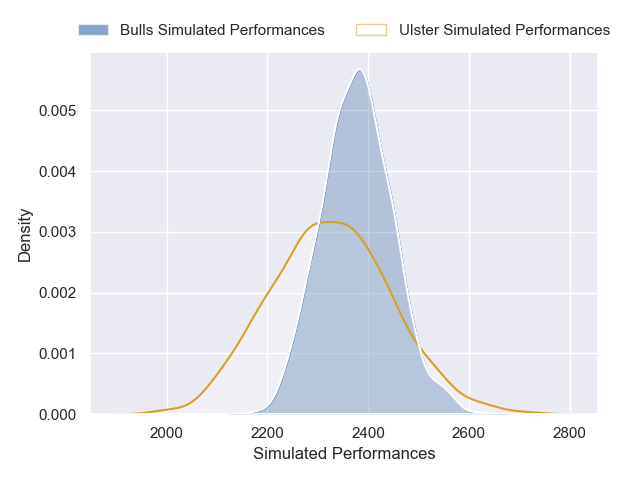 Bulls Simulated Performances
Ulster Simulated Performances
0.005
0.004
0.003
0.002
0.001
0.000
Density
2000
2200
2400
2600
2800
Simulated Performances